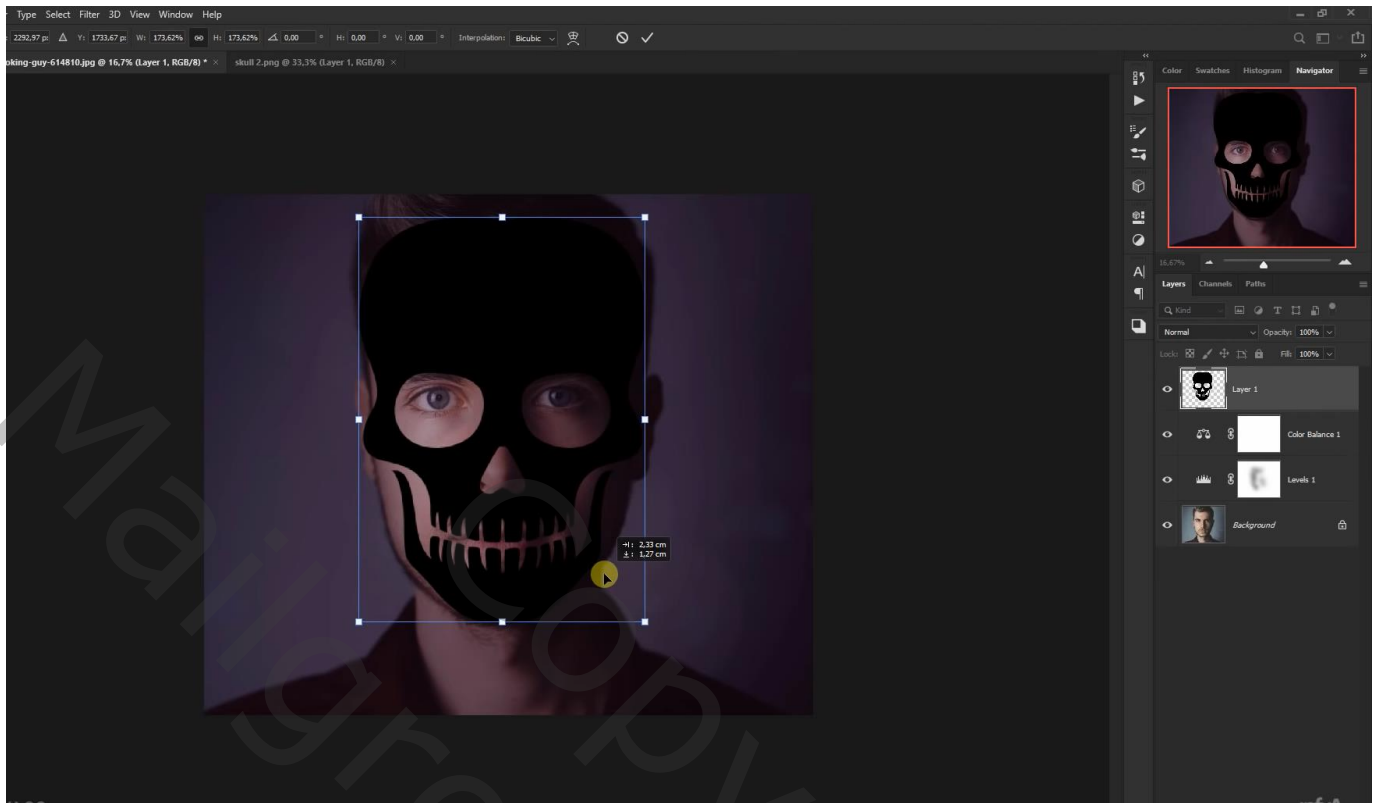 Type Select Filter 3D View Window Help
2292,97 p: Y: 1733,67 p: W: 173,62% H: 173,62% 0,00 ° H: 0,00 ° V: 0,00 ° Interpolation: Bicubic
oking-guy-614810.jpg @ 16,7% (Layer 1, RGB/8) * × skull 2.png @ 33,3% (Layer 1, RGB/8) ×
Color Swatches Histogram Navigator
16.67%
Layers Channels Paths
Kind
Normal Opacity: 100%
Lock: Fill: 100%
Layer 1
Color Balance 1
Levels 1
Background
: 2,33 cm
: 1,27 cm
Copy